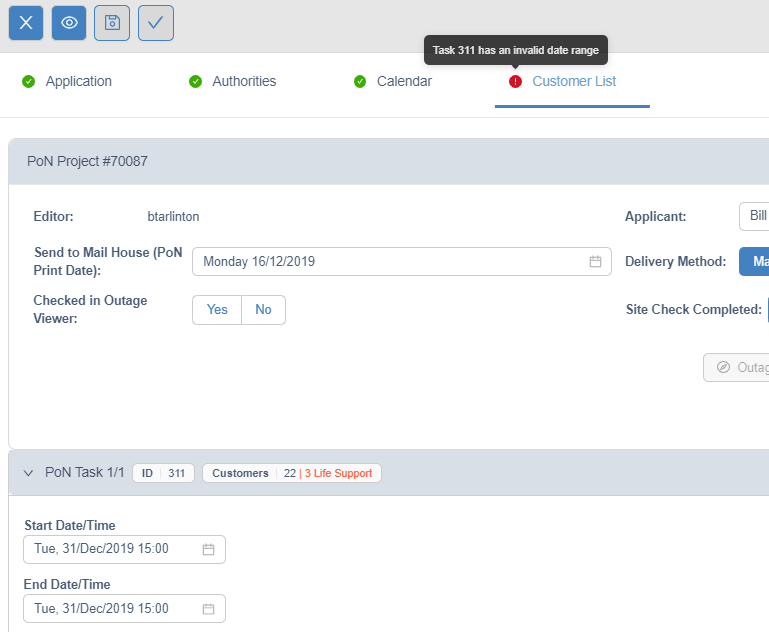 Task 311 has an invalid date range
Application
Authorities
Calendar
Customer List
PoN Project #70087
Editor:
btarlinton
Applicant:
Bill
Send to Mail House (PoN
Print Date):
Monday 16/12/2019
Delivery Method:
Ma
Checked in Outage
Viewer:
Yes
No
Site Check Completed:
Outag
PoN Task 1/1
ID 311
Customers 22 | 3 Life Support
Start Date/Time
Tue, 31/Dec/2019 15:00
End Date/Time
Tue, 31/Dec/2019 15:00